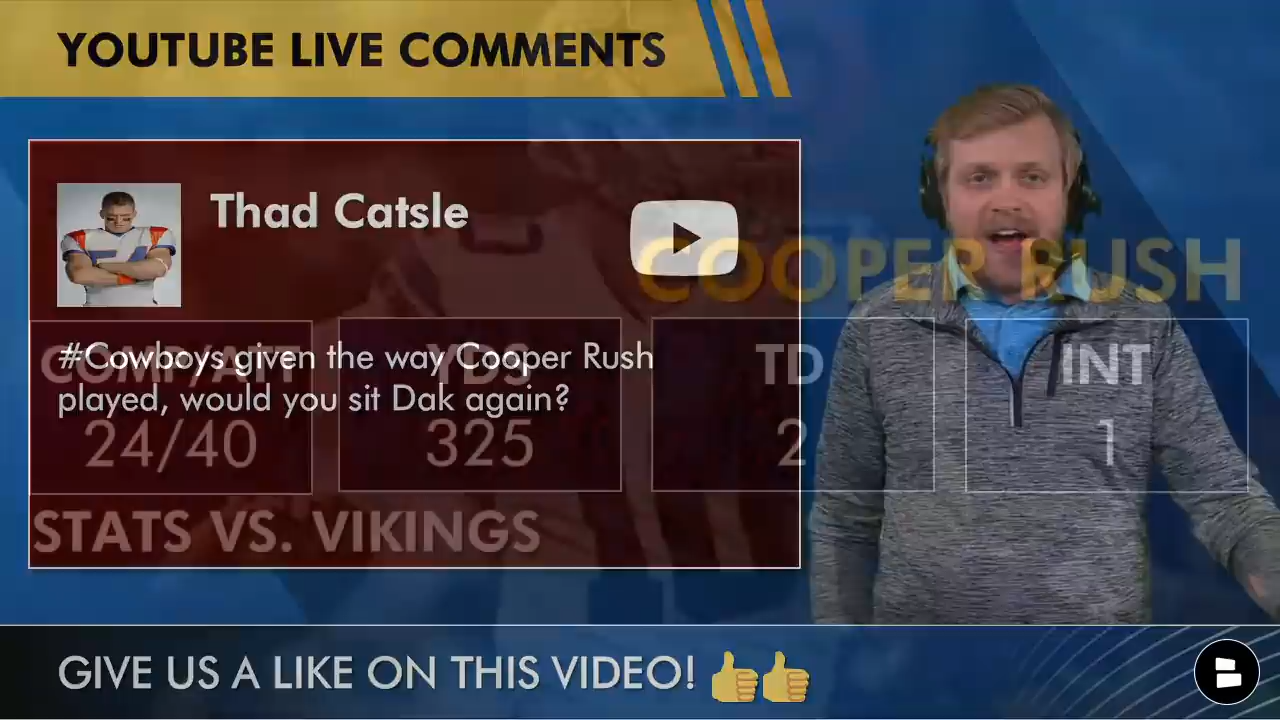 YOUTUBE LIVE COMMENTS
Thad Catsle
COOPER RUSH
#Cowboys given the way Cooper Rush
played, would you sit Dak again?
COMP/ATT YDS TD INT
24/40 325 2 1
STATS VS. VIKINGS
GIVE US A LIKE ON THIS VIDEO!